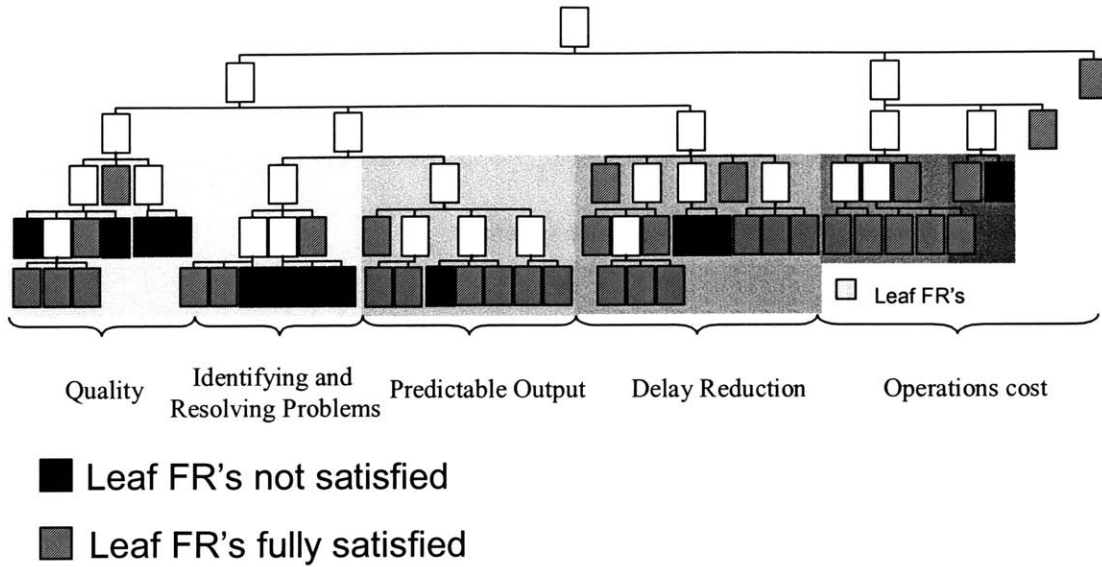 Leaf FR's
Quality
Identifying and
Resolving Problems
Predictable Output
Delay Reduction
Operations cost
Leaf FR's not satisfied
Leaf FR's fully satisfied